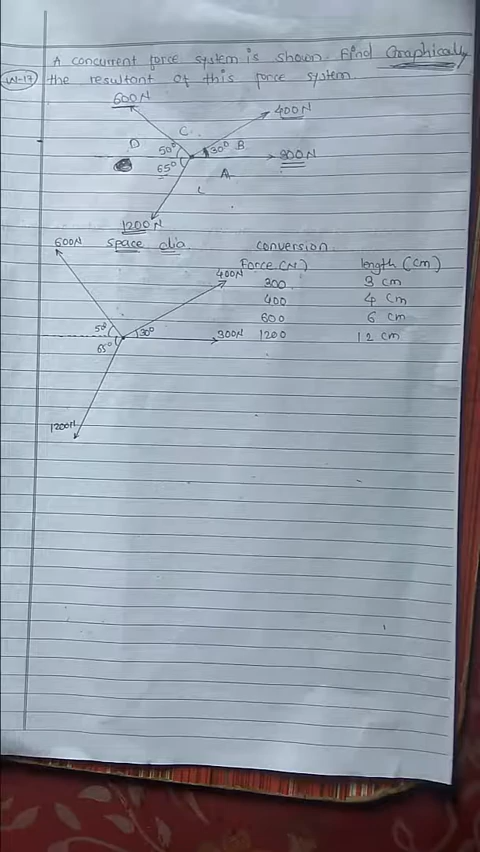 A concurrent force system is shown. Find Graphically
W-17 the resultant of this force system.
600N
400N
C
D
50°
30° B
300N
65°
A
L
1200N
600N space dia conversion
Force (N) length (cm)
400N
300 3 cm
400 4 cm
600 6 cm
50°
30°
300N
1200 12 cm
65°
1200N